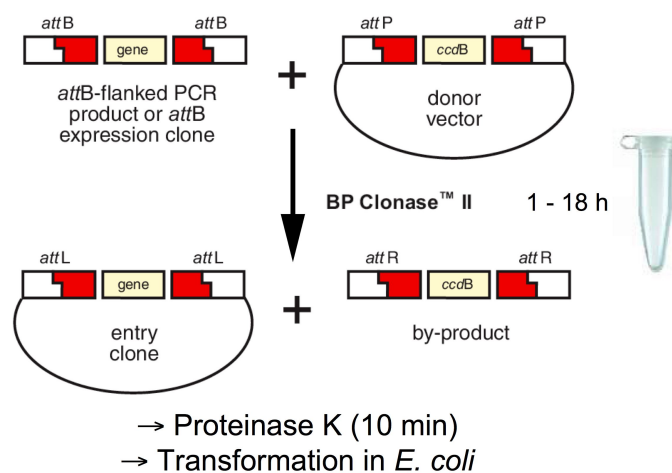 attB attB attP attP
gene ccdB
+
attB-flanked PCR
product or attB
expression clone
donor
vector
BP Clonase™ II 1 - 18 h
attL attL attR attR
gene ccdB
+
entry
clone
by-product
→ Proteinase K (10 min)
→ Transformation in E. coli